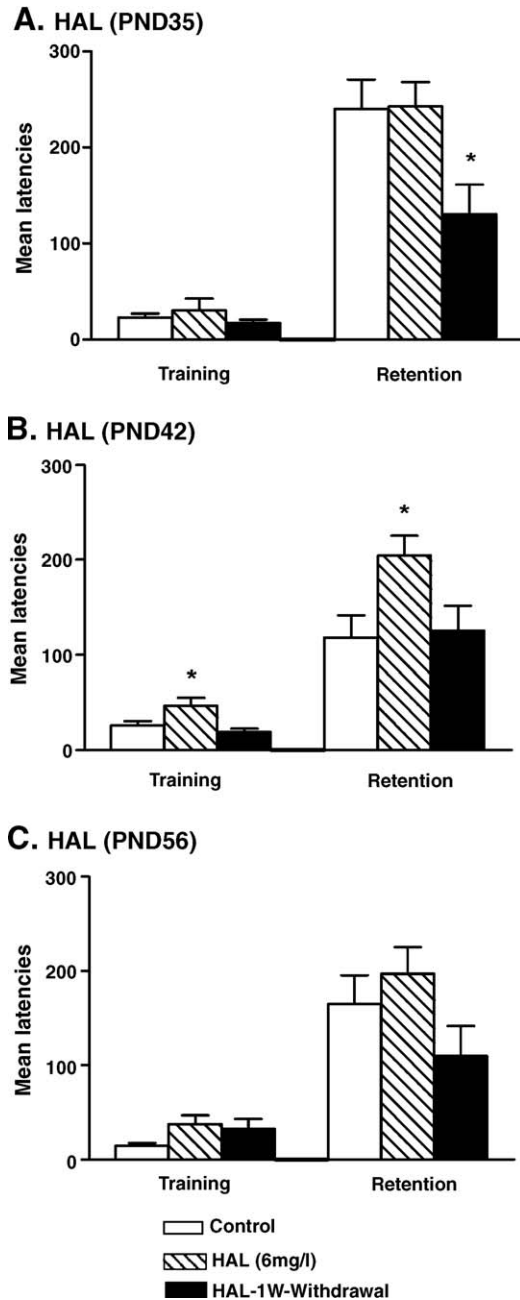 A. HAL (PND35)
300
200
100
0
Mean latencies
*
Training
Retention
B. HAL (PND42)
300
200
100
0
Mean latencies
*
*
Training
Retention
C. HAL (PND56)
300
200
100
0
Mean latencies
Training
Retention
Control
HAL (6mg/l)
HAL-1W-Withdrawal